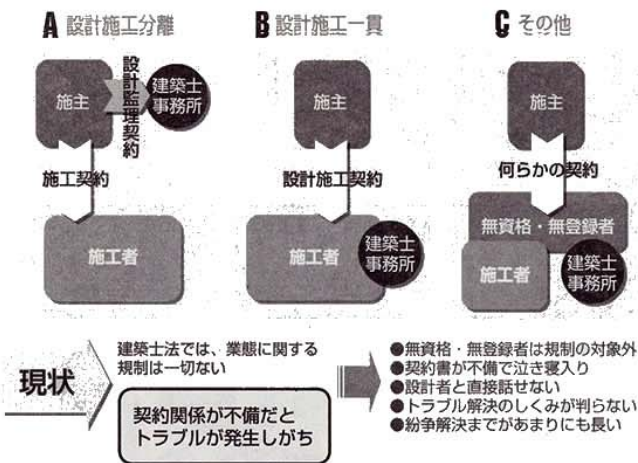 A 設計施工分離
施主
設計監理契約
建築士
事務所
施工契約
施工者
B 設計施工一貫
施主
設計施工契約
施工者
建築士
事務所
C その他
施主
何らかの契約
無資格・無登録者
施工者
建築士
事務所
現状
建築士法では、業態に関する
規制は一切ない
契約関係が不備だと
トラブルが発生しがち
●無資格・無登録者は規制の対象外
●契約書が不備で泣き寝入り
●設計者と直接話せない
●トラブル解決のしくみが判らない
●紛争解決までがあまりにも長い